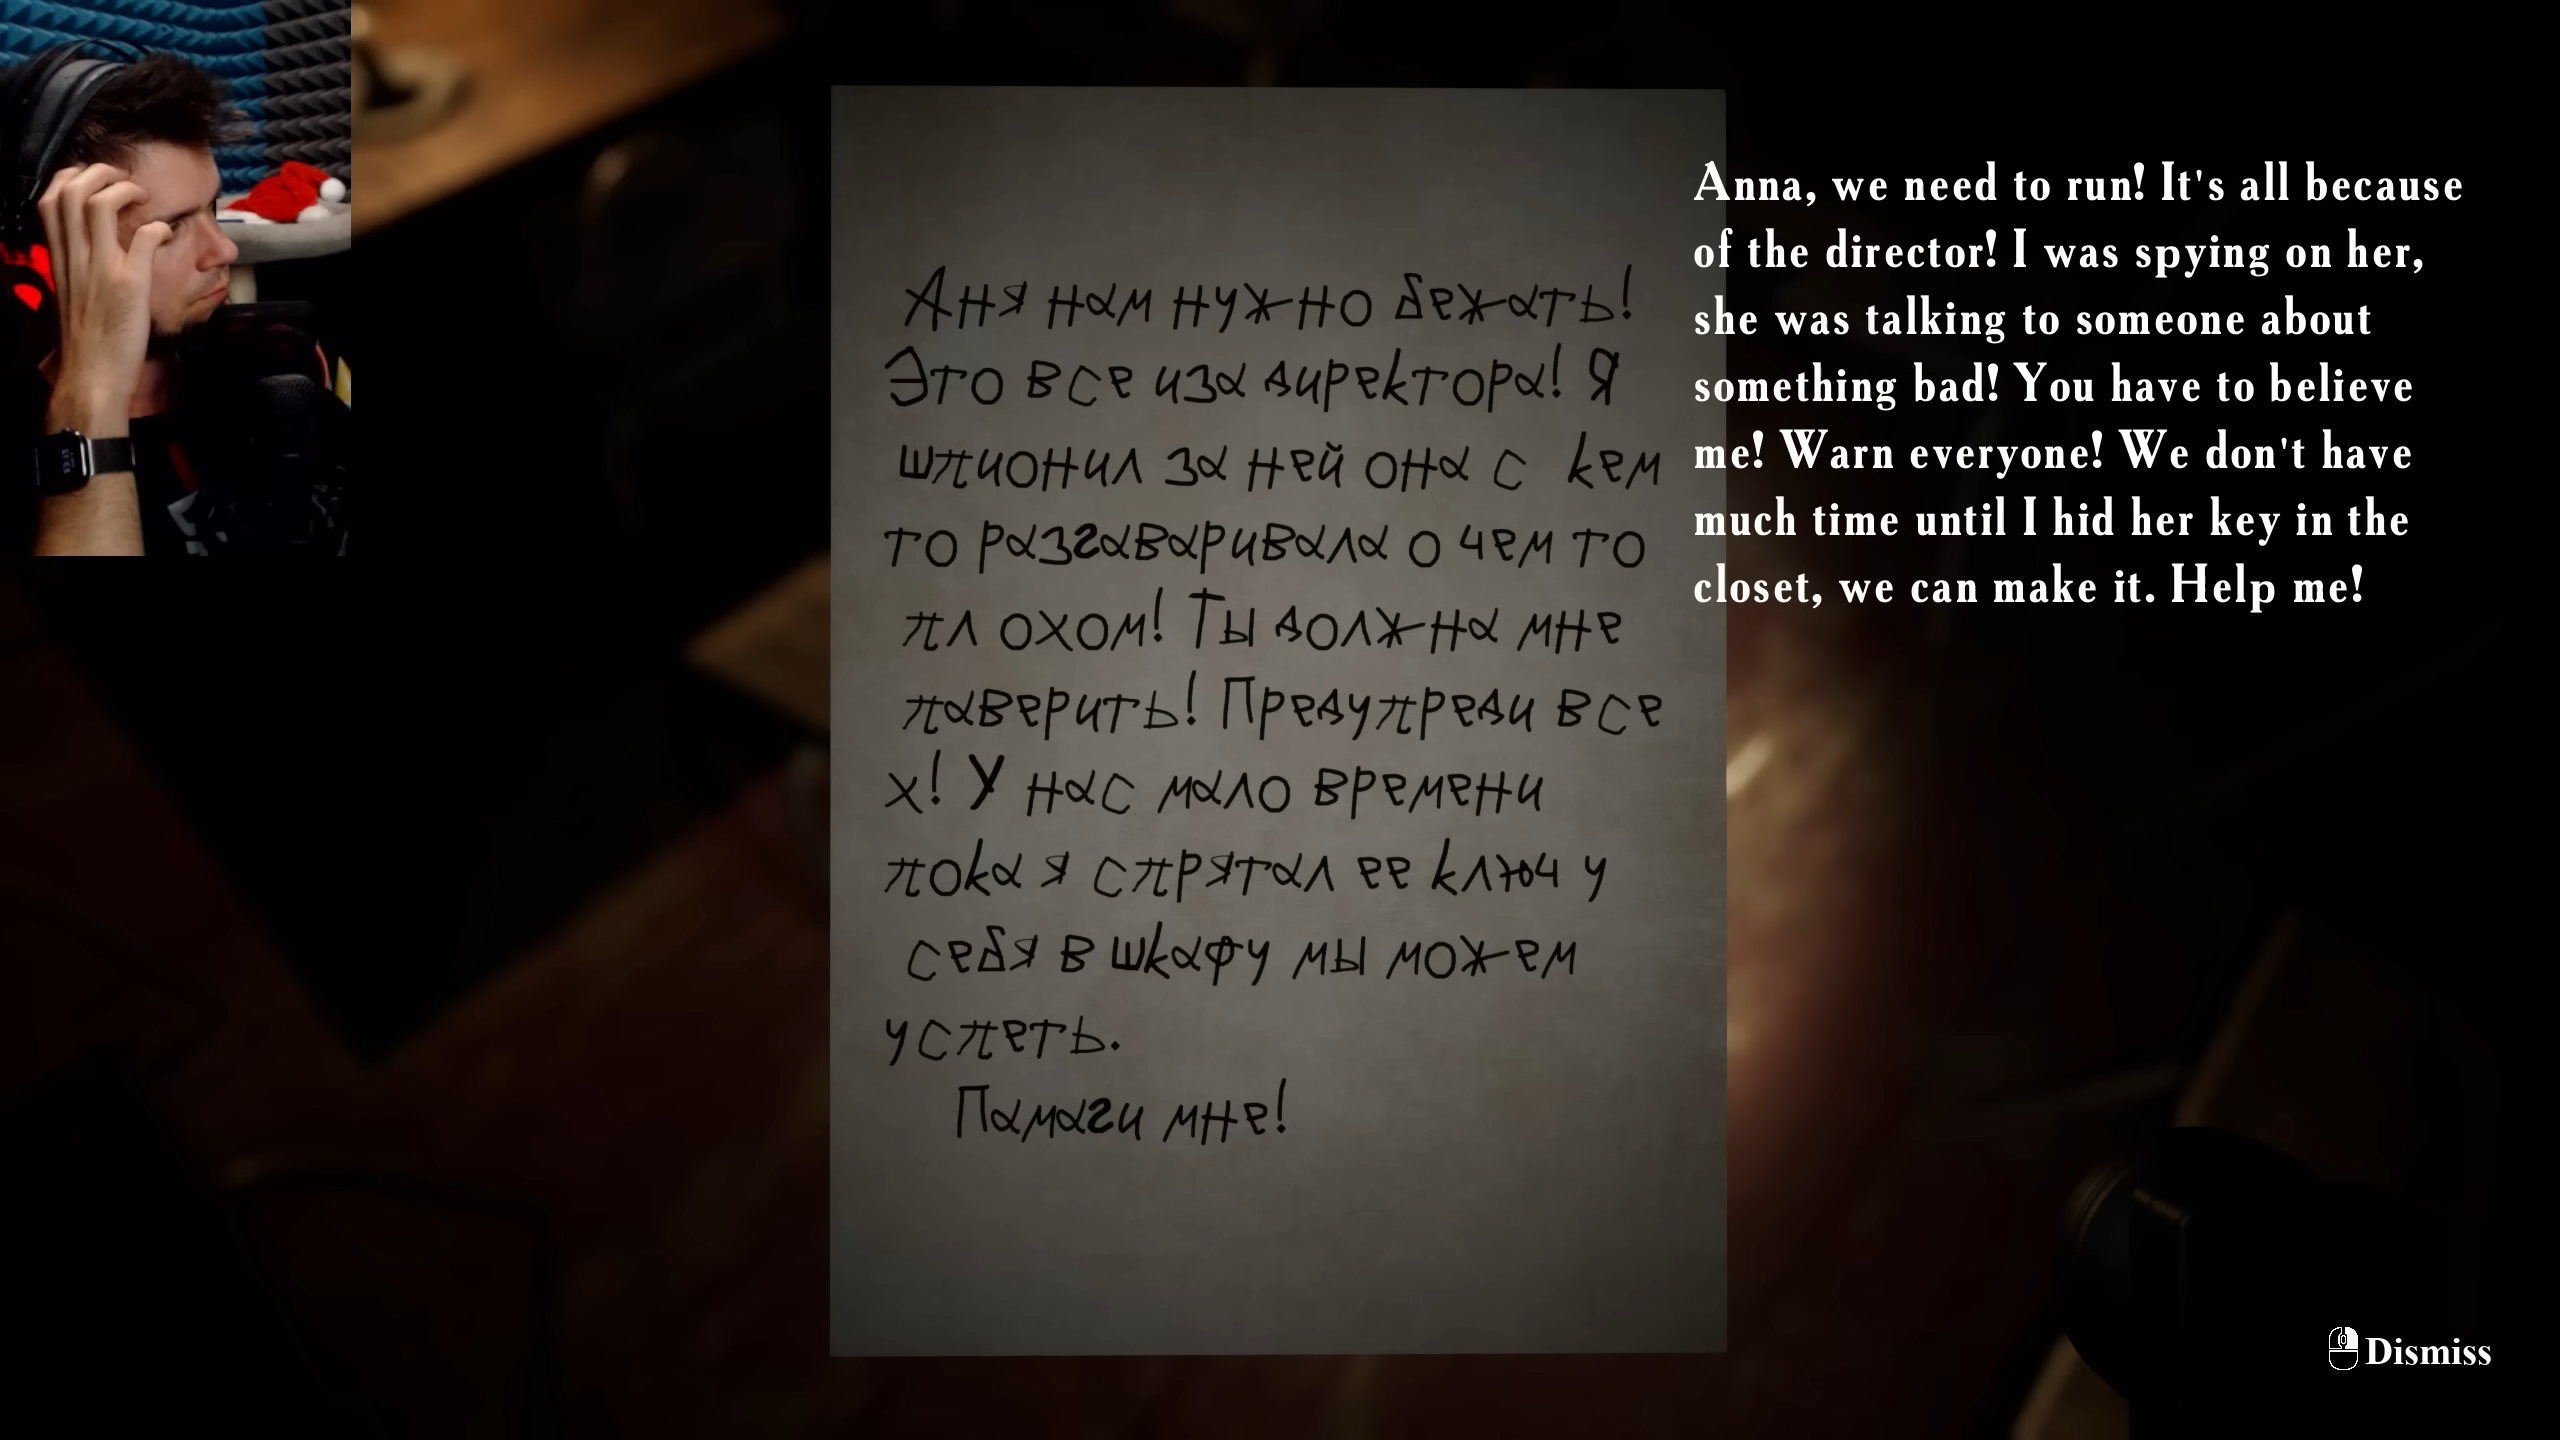 Аня нам нужно бежать!
Это все иза директора! Я
шпионил за ней она с кем
то разгаваривала о чем то
пл охом! Ты должна мне
паверить! Предупреди все
х! У нас мало времени
пока я спрятал ее ключ у
себя в шкафу мы можем
успеть.
Памаги мне!
Anna, we need to run! It's all because
of the director! I was spying on her,
she was talking to someone about
something bad! You have to believe
me! Warn everyone! We don't have
much time until I hid her key in the
closet, we can make it. Help me!
Dismiss